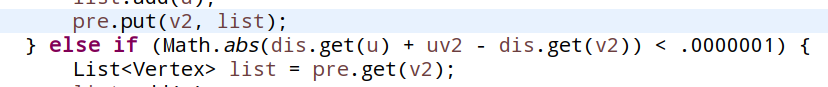 pre.put(v2, list);
} else if (Math.abs(dis.get(u) + uv2 - dis.get(v2)) < .0000001) {
List<Vertex> list = pre.get(v2);